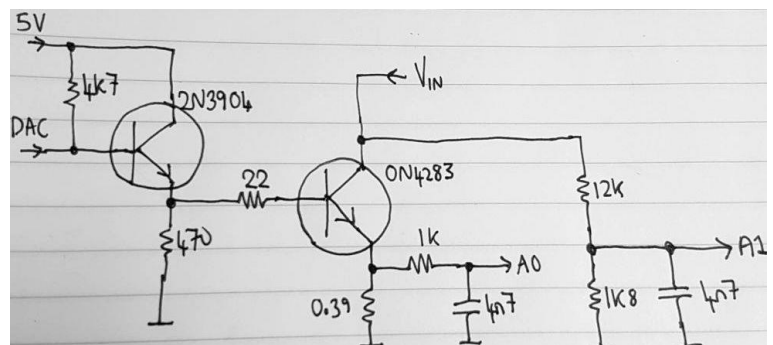 5V
4K7
2N3904
DAC
22
470
VIN
ON4283
12K
1K
A0
0.39
4n7
A1
1K8
4n7